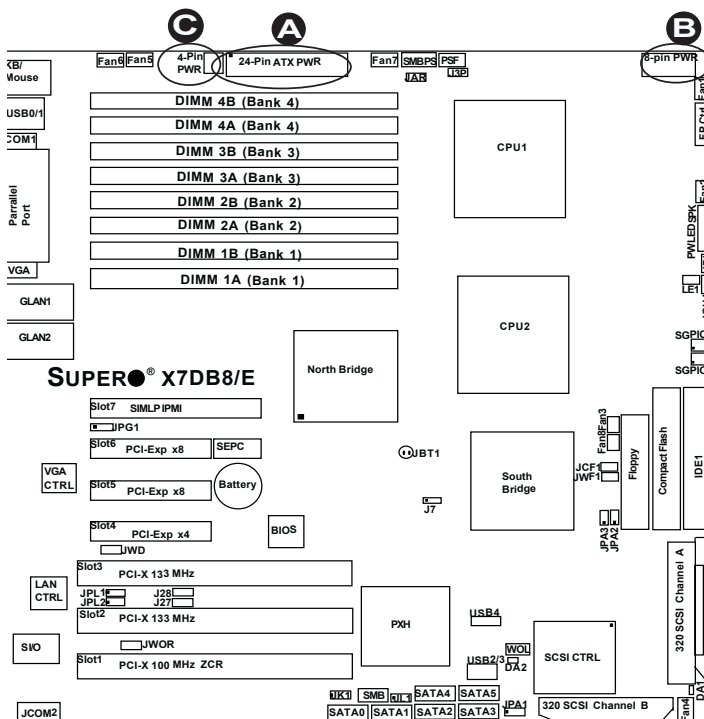 C
A
B
Fan6
Fan5
4-Pin
PWR
24-Pin ATX PWR
Fan7
SMBPS
PSF
JAR
J3P
8-pin PWR
Fan1
FP Ctrl
KB/
Mouse
USB0/1
COM1
Parrallel
Port
VGA
GLAN1
GLAN2
DIMM 4B (Bank 4)
DIMM 4A (Bank 4)
DIMM 3B (Bank 3)
DIMM 3A (Bank 3)
DIMM 2B (Bank 2)
DIMM 2A (Bank 2)
DIMM 1B (Bank 1)
DIMM 1A (Bank 1)
CPU1
CPU2
PWLED
SPK
LE1
SGPIO
SGPIO
North Bridge
SUPER® X7DB8/E
Slot7
SIMLP IPMI
JPG1
Slot6
PCI-Exp x8
SEPC
VGA
CTRL
Slot5
PCI-Exp x8
Battery
Slot4
PCI-Exp x4
BIOS
JWD
JBT1
J7
South
Bridge
Fan8
Fan3
JCF1
JWF1
JPA3
JPA2
Floppy
Compact Flash
IDE1
Slot3
PCI-X 133 MHz
LAN
CTRL
JPL1
JPL2
J28
J27
Slot2
PCI-X 133 MHz
S/O
JWOR
Slot1
PCI-X 100 MHz ZCR
PXH
USB4
WOL
DA2
USB2/3
SCSI CTRL
320 SCSI Channel A
DA1
JK1
SMB
JL1
SATA4
SATA5
JCOM2
SATA0
SATA1
SATA2
SATA3
JPA1
320 SCSI Channel B
Fan4